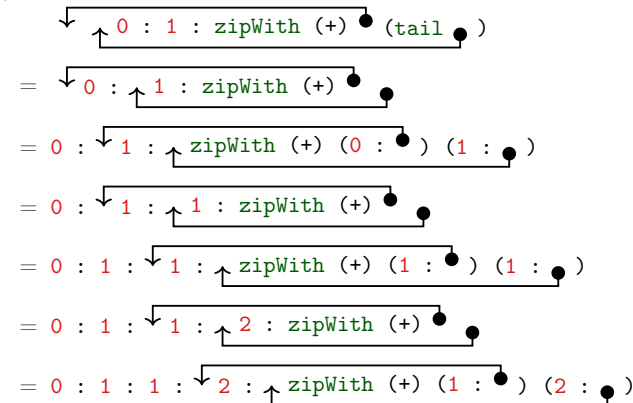 0 : 1 : zipWith (+) (tail )
= 0 : 1 : zipWith (+)
= 0 : 1 : zipWith (+) (0 : ) (1 : )
= 0 : 1 : 1 : zipWith (+)
= 0 : 1 : 1 : zipWith (+) (1 : ) (1 : )
= 0 : 1 : 1 : 2 : zipWith (+)
= 0 : 1 : 1 : 2 : zipWith (+) (1 : ) (2 : )